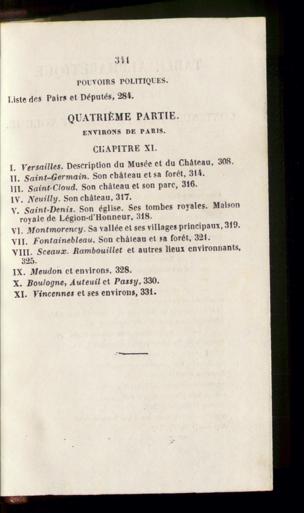 341
POUVOIRS POLITIQUES.
Liste des Pairs et Députés, 284.
QUATRIÈME PARTIE.
ENVIRONS DE PARIS.
CHAPITRE XI.
I. Versailles. Description du Musée et du Château, 308.
II. Saint-Germain. Son château et sa forêt, 314.
III. Saint-Cloud. Son château et son parc, 316.
IV. Neuilly. Son château, 317.
V. Saint-Denis. Son église. Ses tombes royales. Maison
royale de Légion-d'Honneur, 318.
VI. Montmorency. Sa vallée et ses villages principaux, 319.
VII. Fontainebleau. Son château et sa forêt, 321.
VIII. Sceaux. Rambouillet et autres lieux environnants,
325.
IX. Meudon et environs, 328.
X. Boulogne, Auteuil et Passy, 330.
XI. Vincennes et ses environs, 331.